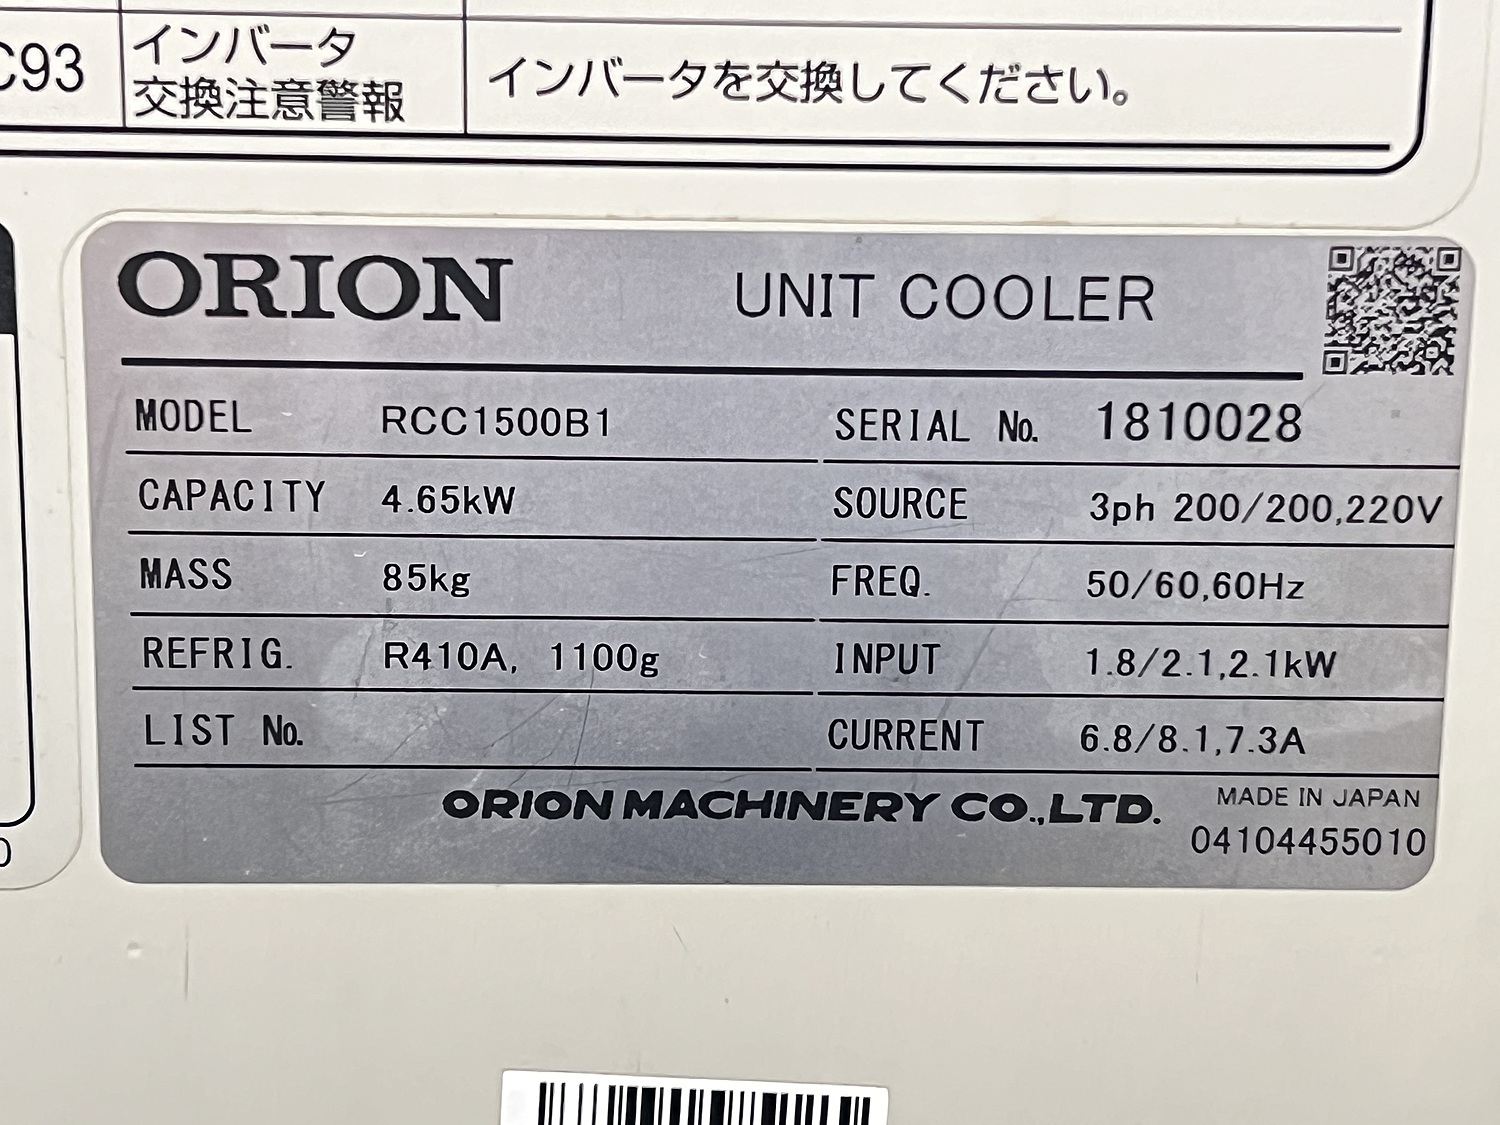 C93 インバータ インバータを交換してください。
交換注意警報
ORION UNIT COOLER
MODEL RCC1500B1 SERIAL No. 1810028
CAPACITY 4.65kW SOURCE 3ph 200/200,220V
MASS 85kg FREQ. 50/60,60Hz
REFRIG. R410A, 1100g INPUT 1.8/2.1,2.1kW
LIST No. CURRENT 6.8/8.1,7.3A
ORION MACHINERY CO.,LTD. MADE IN JAPAN
04104455010